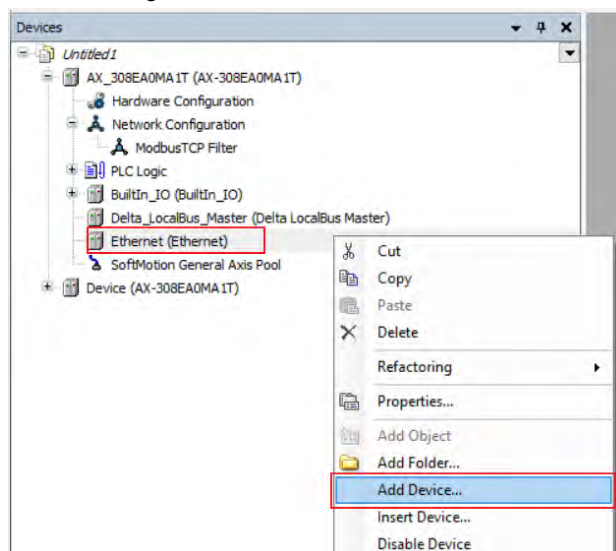 Devices
Untitled1
AX_308EA0MA1T (AX-308EA0MA1T)
Hardware Configuration
Network Configuration
ModbusTCP Filter
PLC Logic
BuiltIn_IO (BuiltIn_IO)
Delta_LocalBus_Master (Delta LocalBus Master)
Ethernet (Ethernet)
SoftMotion General Axis Pool
Device (AX-308EA0MA1T)
Cut
Copy
Paste
Delete
Refactoring
Properties...
Add Object
Add Folder...
Add Device...
Insert Device...
Disable Device